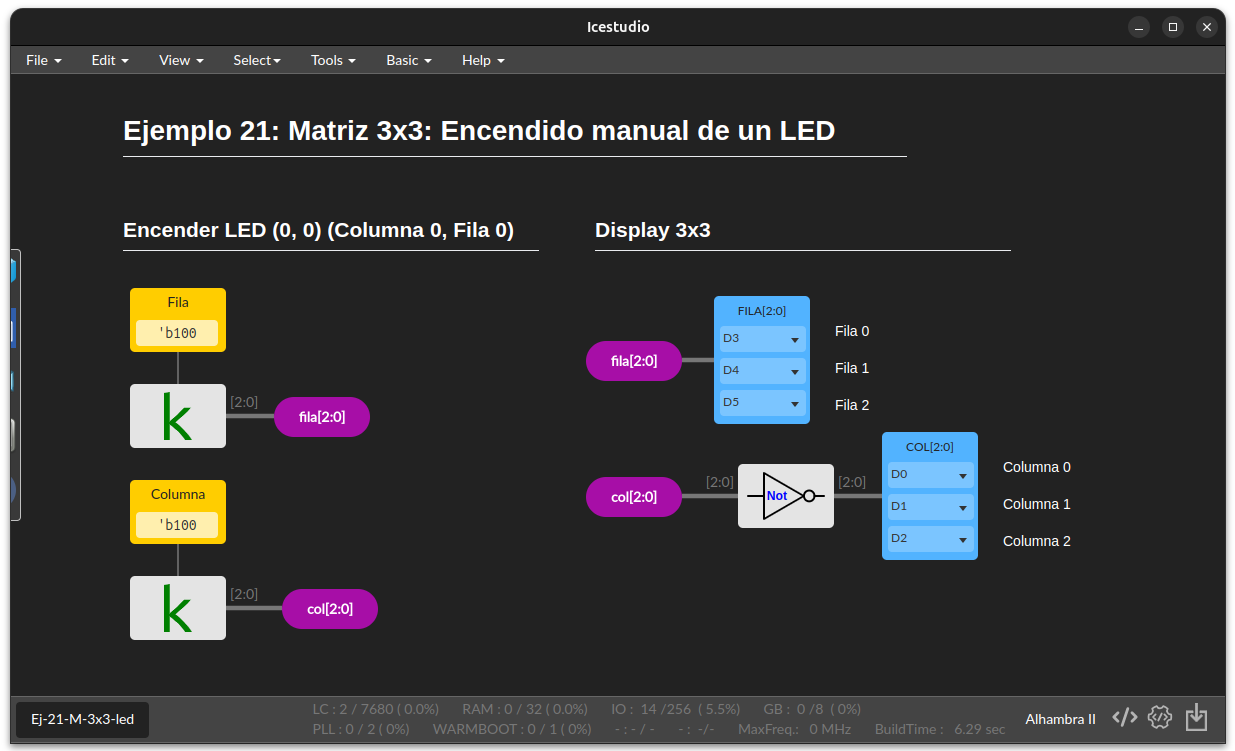 Icestudio
File Edit View Select Tools Basic Help
Ejemplo 21: Matriz 3x3: Encendido manual de un LED
Encender LED (0, 0) (Columna 0, Fila 0)
Display 3x3
Fila
'b100
k
[2:0]
fila[2:0]
Columna
'b100
k
[2:0]
col[2:0]
fila[2:0]
FILA[2:0]
D3
D4
D5
Fila 0
Fila 1
Fila 2
col[2:0]
[2:0]
Not
[2:0]
COL[2:0]
D0
D1
D2
Columna 0
Columna 1
Columna 2
Ej-21-M-3x3-led
LC : 2 / 7680 ( 0.0%) RAM : 0 / 32 ( 0.0%) IO : 14 /256 ( 5.5%) GB : 0 /8 ( 0%)
PLL : 0 / 2 ( 0%) WARMBOOT : 0 / 1 ( 0%) - : - / - - : -/- MaxFreq.: 0 MHz BuildTime : 6.29 sec
Alhambra II